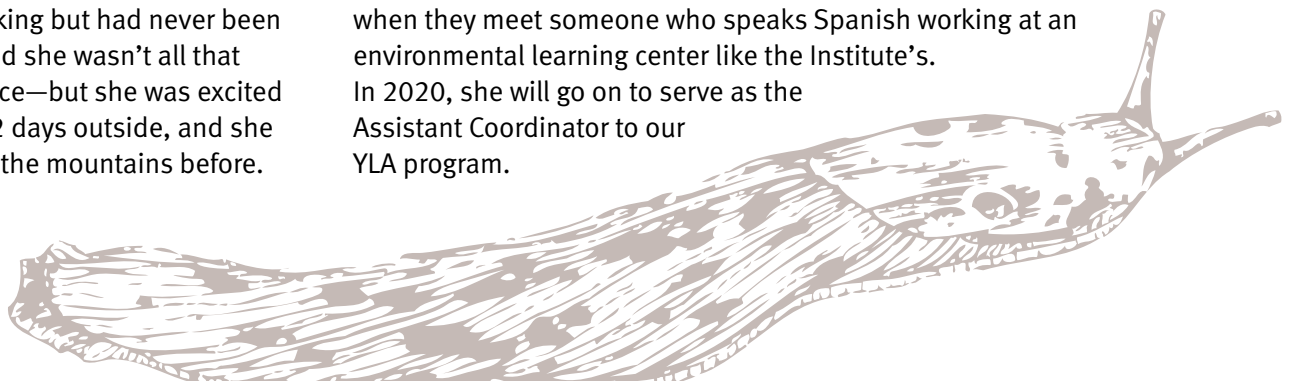 king but had never been
d she wasn't all that
ce—but she was excited
2 days outside, and she
the mountains before.
when they meet someone who speaks Spanish working at an
environmental learning center like the Institute's.
In 2020, she will go on to serve as the
Assistant Coordinator to our
YLA program.